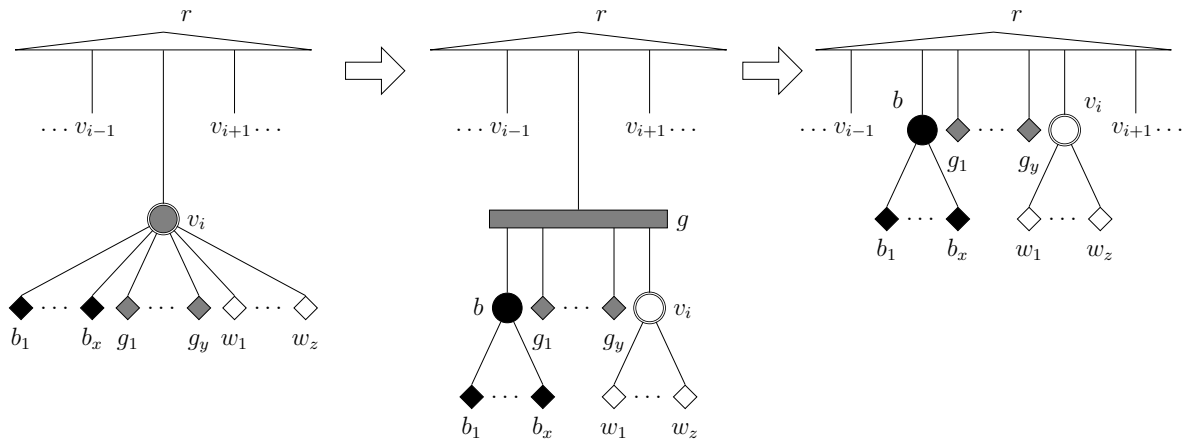 r r r
… v_{i−1} v_{i+1} … … v_{i−1} v_{i+1} … b v_i
… v_{i−1} … g_1 g_y v_{i+1} …
v_i g
… …
b_1 b_x w_1 w_z
… … … b … v_i
b_1 b_x g_1 g_y w_1 w_z g_1 g_y
… …
b_1 b_x w_1 w_z